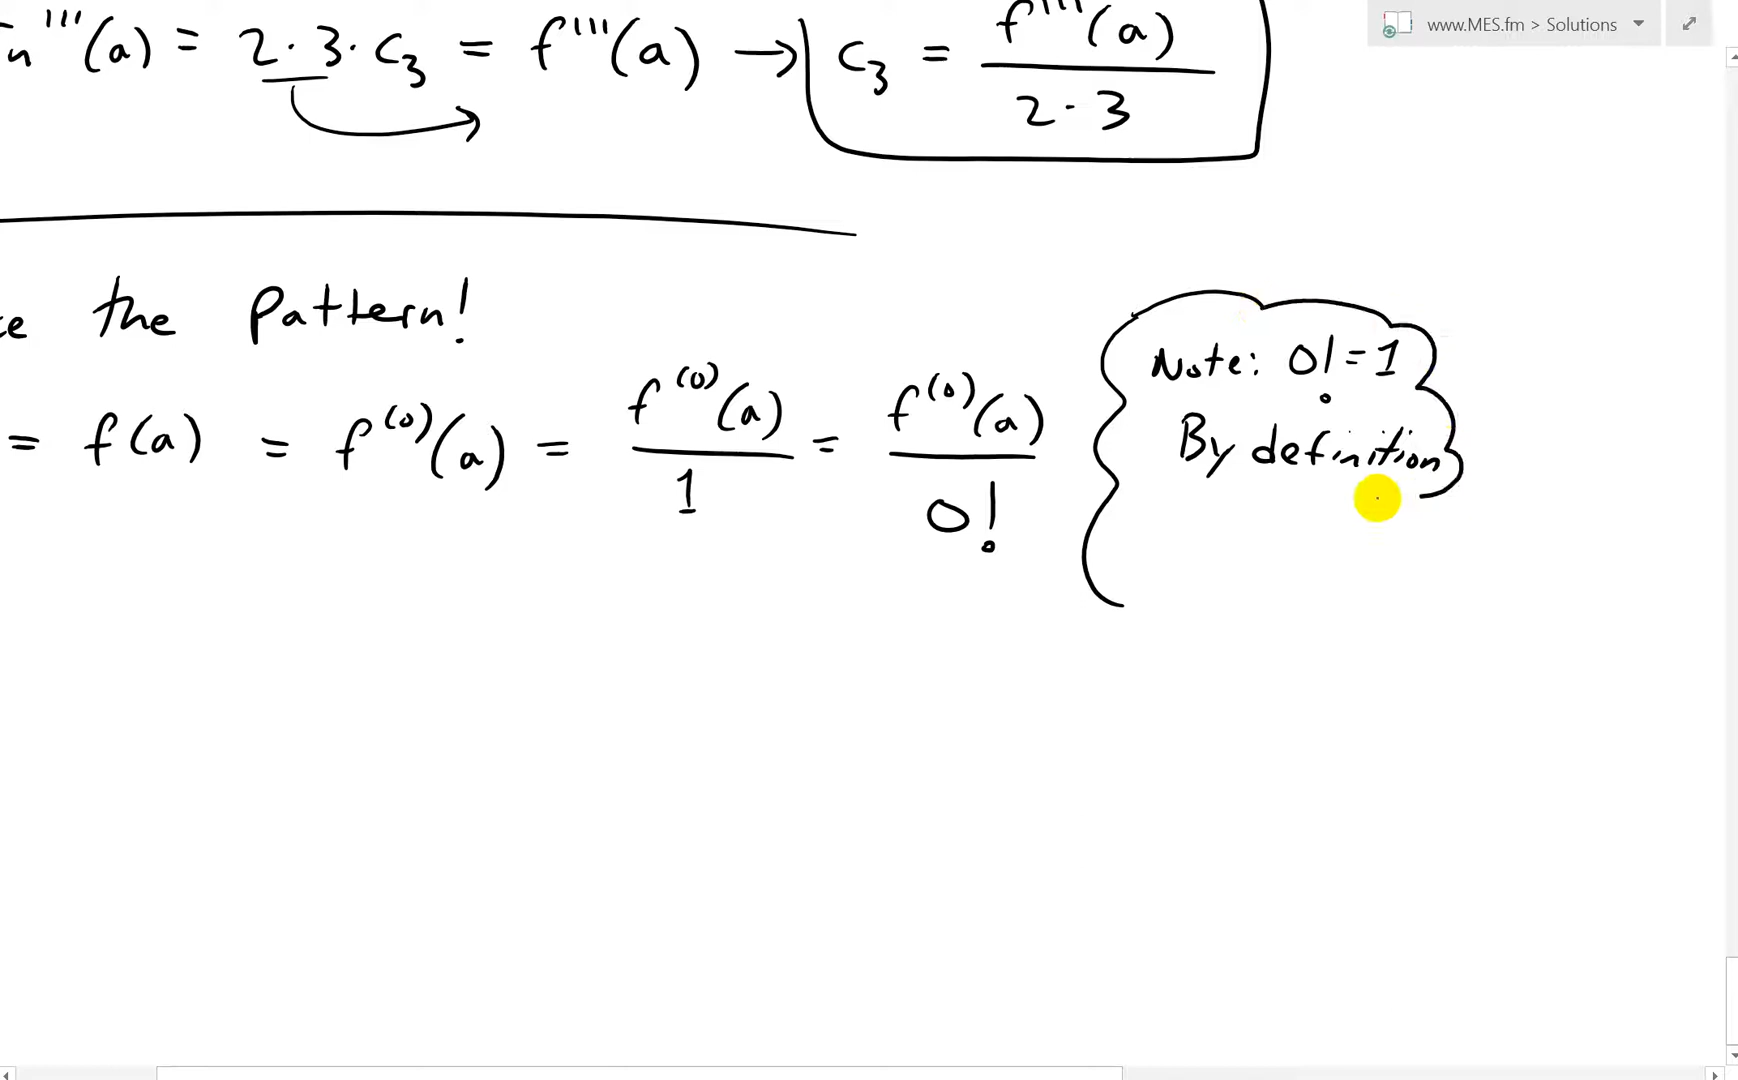 www.MES.fm > Solutions
n'''(a) = 2 · 3 · c₃ = f'''(a) → c₃ = f'''(a) / 2 · 3
the Pattern!
= f(a) = f⁽⁰⁾(a) = f⁽⁰⁾(a) / 1 = f⁽⁰⁾(a) / 0!
Note: 0! = 1
By definition